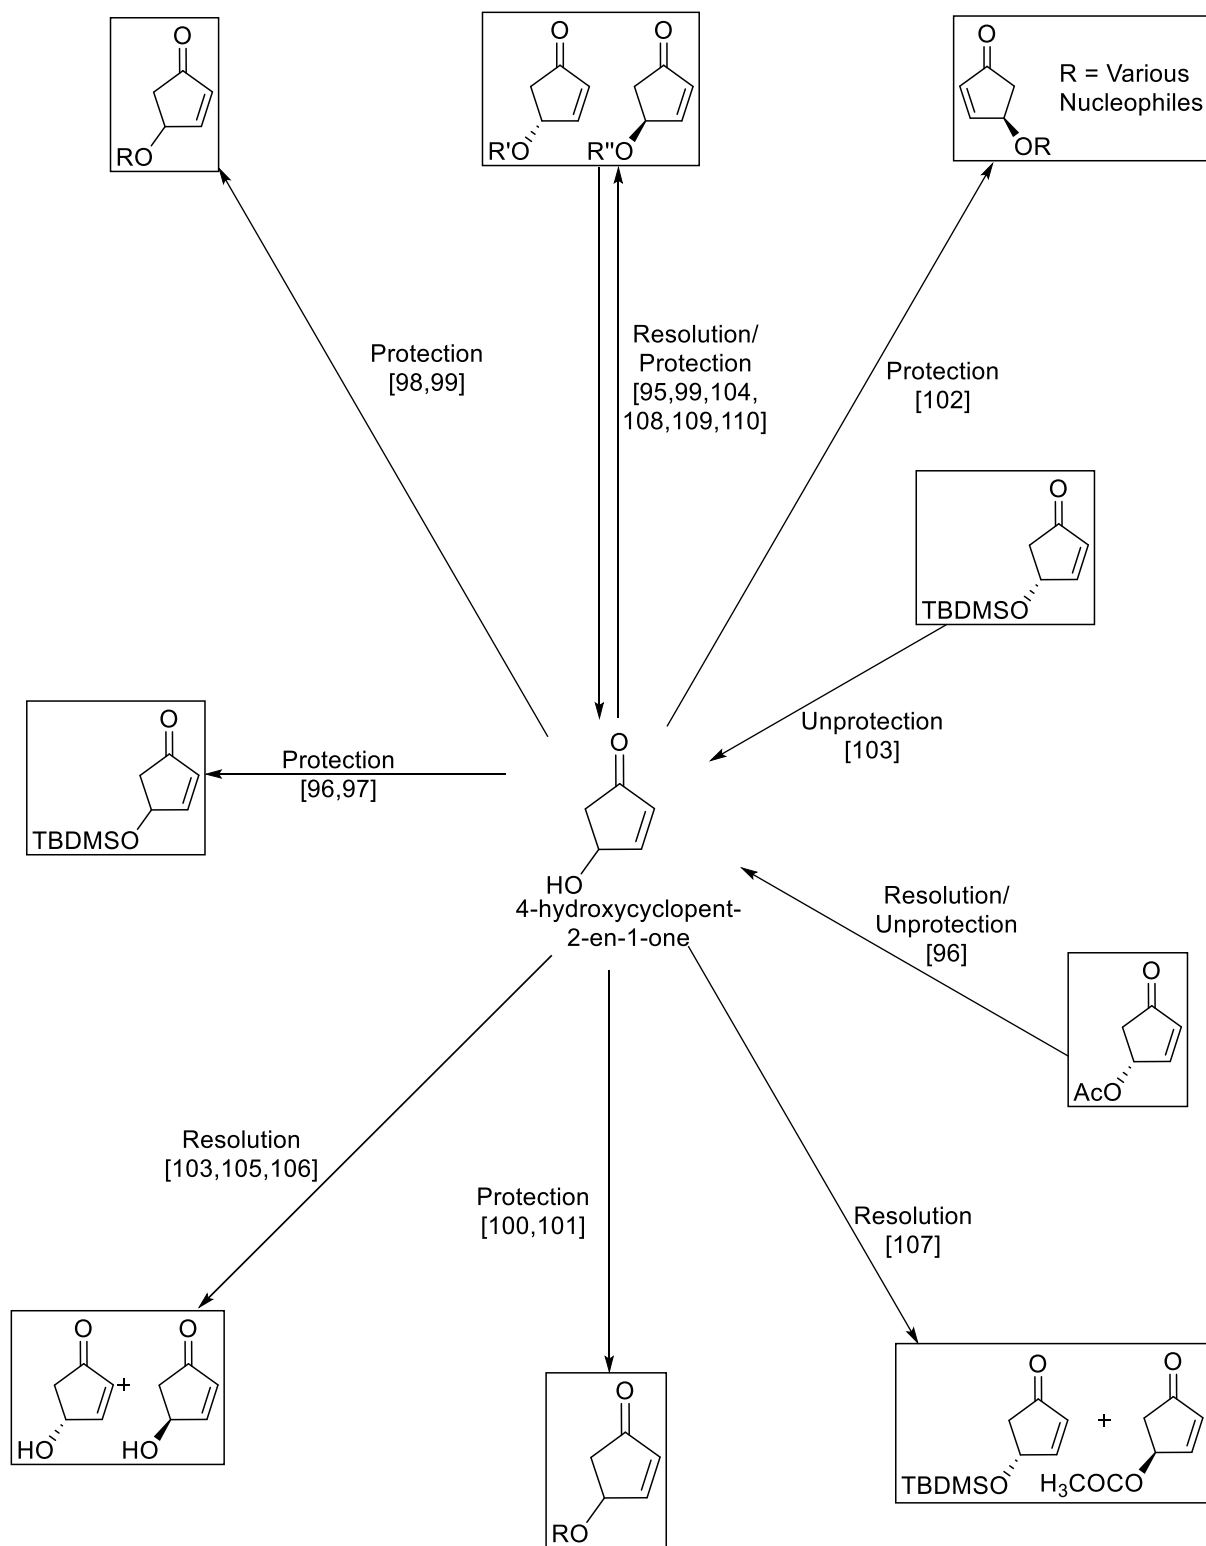 O
RO
O
O
R'O
R"O
O
R = Various
Nucleophiles
OR
Protection
[98,99]
Resolution/
Protection
[95,99,104,
108,109,110]
Protection
[102]
O
TBDMSO
Unprotection
[103]
O
TBDMSO
Protection
[96,97]
O
HO
4-hydroxycyclopent-
2-en-1-one
Resolution/
Unprotection
[96]
O
AcO
Resolution
[103,105,106]
Protection
[100,101]
Resolution
[107]
O
O
+
HO
HO
O
RO
O
O
+
TBDMSO
H3COCO